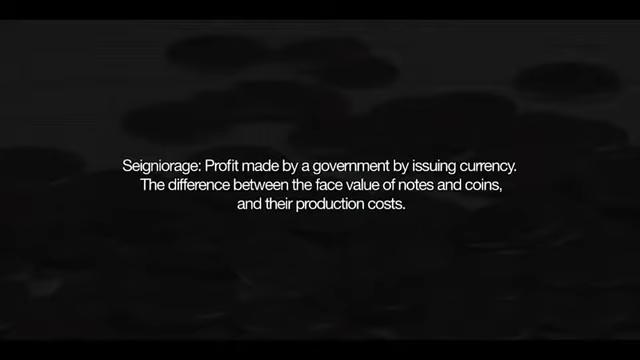 Seigniorage: Profit made by a government by issuing currency.
The difference between the face value of notes and coins,
and their production costs.